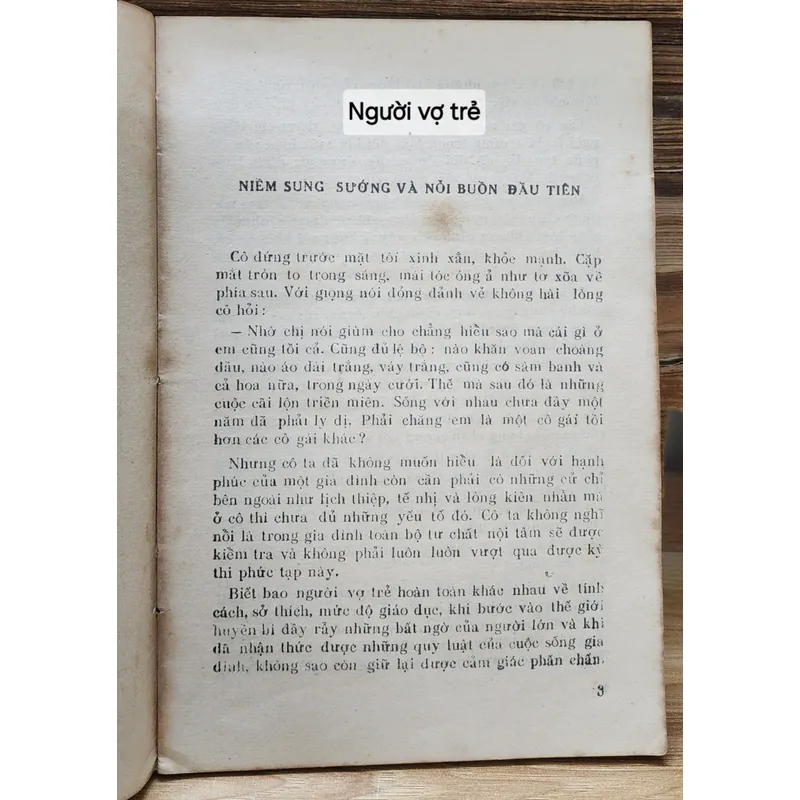 Người vợ trẻ
NIỀM SUNG SƯỚNG VÀ NỖI BUỒN ĐẦU TIÊN
Cô đứng trước mặt tôi xinh xắn, khỏe mạnh. Cặp
mắt tròn to trong sáng, mái tóc óng ả như tơ xõa về
phía sau. Với giọng nói đỏng đảnh vẻ không hài lòng
cô hỏi :
— Nhờ chị nói giùm cho chẳng hiểu sao mà cái gì ở
em cũng tồi cả. Cũng đủ lệ bộ : nào khăn voan choàng
đầu, nào áo dài trắng, váy trắng, cũng có sâm banh và
cả hoa nữa, trong ngày cưới. Thế mà sau đó là những
cuộc cãi lộn triền miên. Sống với nhau chưa đầy một
năm đã phải ly dị. Phải chăng em là một cô gái tồi
hơn các cô gái khác ?
Nhưng cô ta đã không muốn hiểu là đối với hạnh
phúc của một gia đình còn cần phải có những cử chỉ
bên ngoài như lịch thiệp, tế nhị và lòng kiên nhẫn mà
ở cô thì chưa đủ những yếu tố đó. Cô ta không nghĩ
nổi là trong gia đình toàn bộ tư chất nội tâm sẽ được
kiểm tra và không phải luôn luôn vượt qua được kỳ
thi phức tạp này.
Biết bao người vợ trẻ hoàn toàn khác nhau về tính
cách, sở thích, mức độ giáo dục, khi bước vào thế giới
huyền bí đầy rẫy những bất ngờ của người lớn và khi
đã nhận thức được những quy luật của cuộc sống gia
đình, không sao còn giữ lại được cảm giác phấn chấn,
3